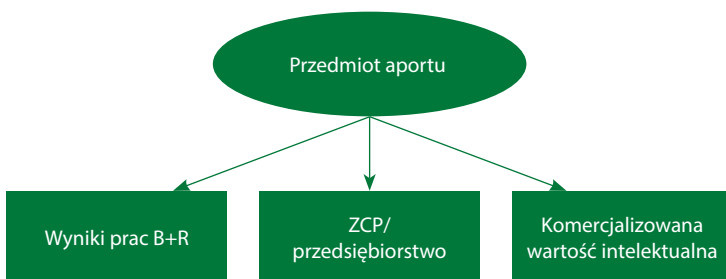 Przedmiot aportu
Wyniki prac B+R
ZCP/
przedsiębiorstwo
Komercjalizowana
wartość intelektualna